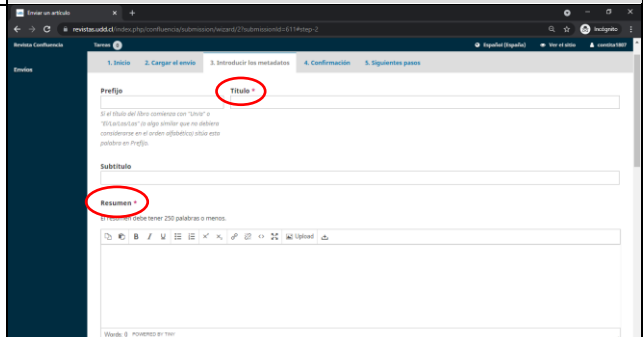 Enviar un artículo
revistas.udd.cl/index.php/confluencia/submission/wizard/2?submissionId=611#step-2
Incógnito
Revista Confluencia
Tareas 0
Español (España)
Ver el sitio
Envíos
1. Inicio
2. Cargar el envío
3. Introducir los metadatos
4. Confirmación
5. Siguientes pasos
Prefijo
Título *
Si el título del libro comienza con "Un/a" o
"El/La/Los/Las" (o algo similar que no debiera
considerarse en el orden alfabético) sitúa esta
palabra en Prefijo.
Subtítulo
Resumen *
El resumen debe tener 250 palabras o menos.
B I U
Upload
Words: 0 POWERED BY TINY